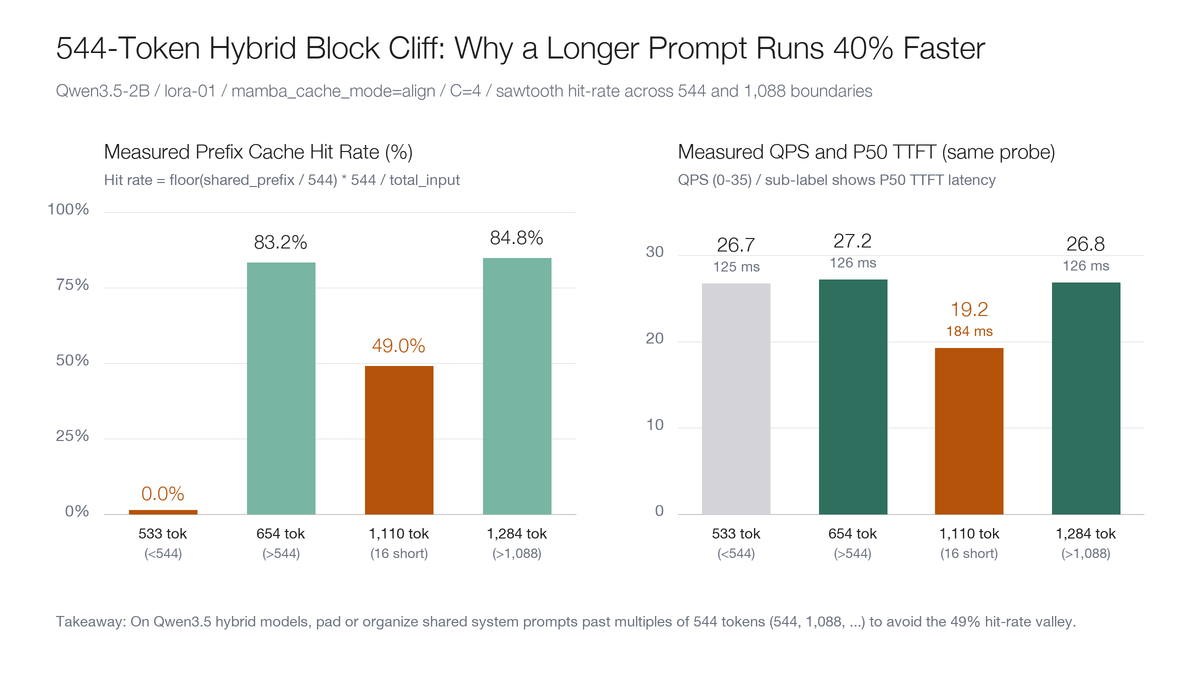 544-Token Hybrid Block Cliff: Why a Longer Prompt Runs 40% Faster
Qwen3.5-2B / lora-01 / mamba_cache_mode=align / C=4 / sawtooth hit-rate across 544 and 1,088 boundaries
Measured Prefix Cache Hit Rate (%)
Hit rate = floor(shared_prefix / 544) * 544 / total_input
100%
75%
50%
25%
0%
0.0%
83.2%
49.0%
84.8%
533 tok
(<544)
654 tok
(>544)
1,110 tok
(16 short)
1,284 tok
(>1,088)
Measured QPS and P50 TTFT (same probe)
QPS (0-35) / sub-label shows P50 TTFT latency
30
20
10
0
26.7
125 ms
27.2
126 ms
19.2
184 ms
26.8
126 ms
533 tok
(<544)
654 tok
(>544)
1,110 tok
(16 short)
1,284 tok
(>1,088)
Takeaway: On Qwen3.5 hybrid models, pad or organize shared system prompts past multiples of 544 tokens (544, 1,088, ...) to avoid the 49% hit-rate valley.